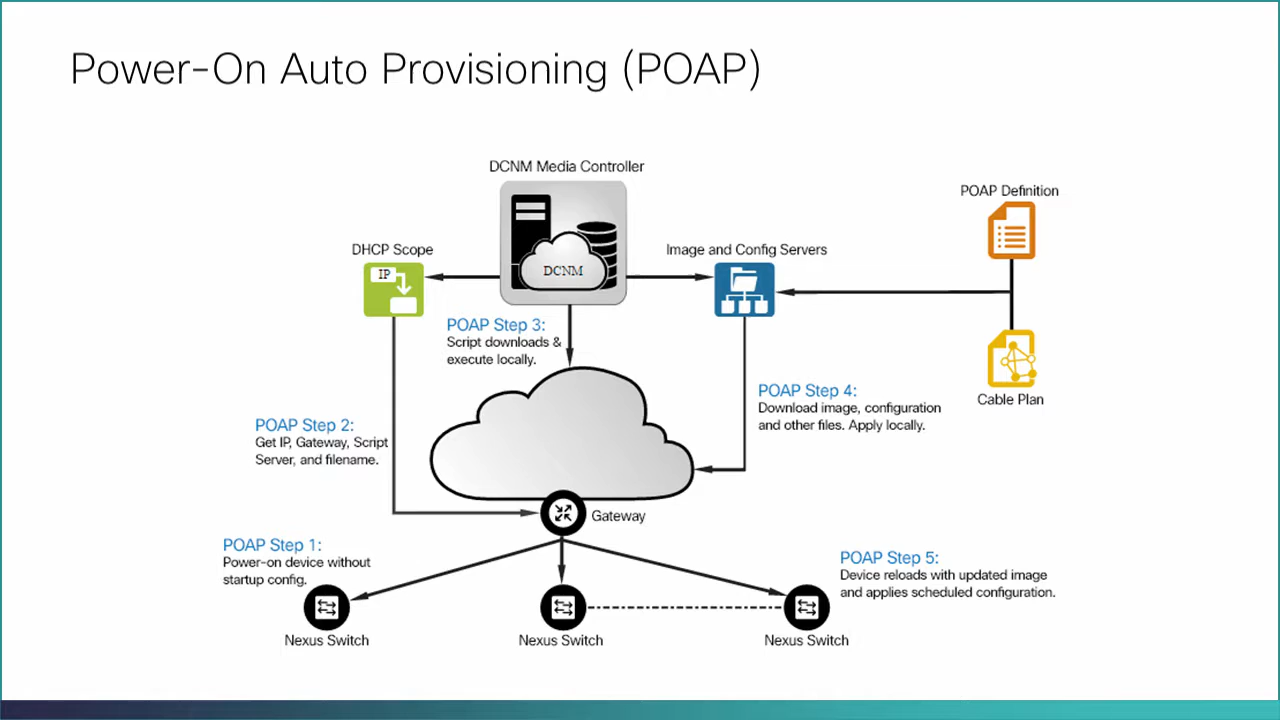 Power-On Auto Provisioning (POAP)
DCNM Media Controller
POAP Definition
DHCP Scope
Image and Config Servers
IP
DCNM
POAP Step 3:
Script downloads &
execute locally.
POAP Step 4:
Download image, configuration
and other files. Apply locally.
Cable Plan
POAP Step 2:
Get IP, Gateway, Script
Server, and filename.
Gateway
POAP Step 1:
Power-on device without
startup config.
POAP Step 5:
Device reloads with updated image
and applies scheduled configuration.
Nexus Switch
Nexus Switch
Nexus Switch